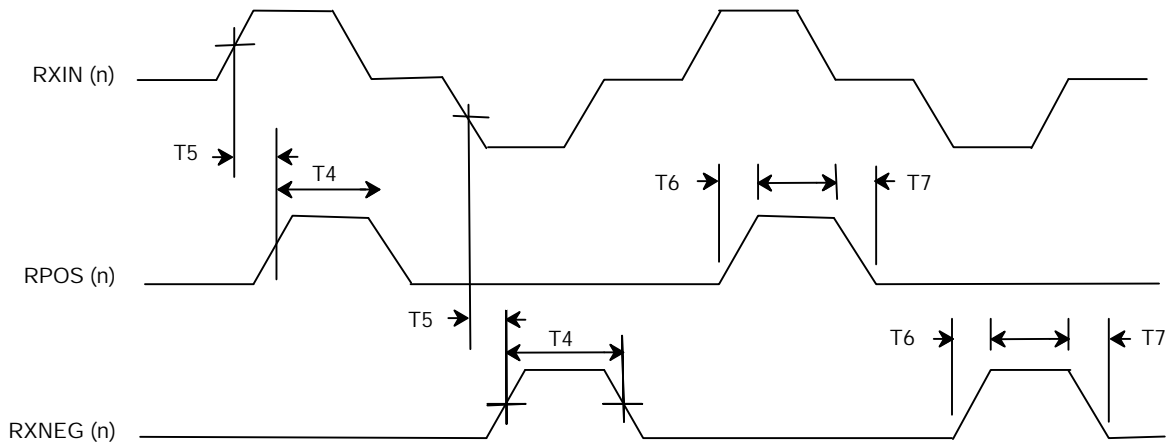 RXIN (n)
T5
T4
T6
T7
RPOS (n)
T5
T4
T6
T7
RXNEG (n)